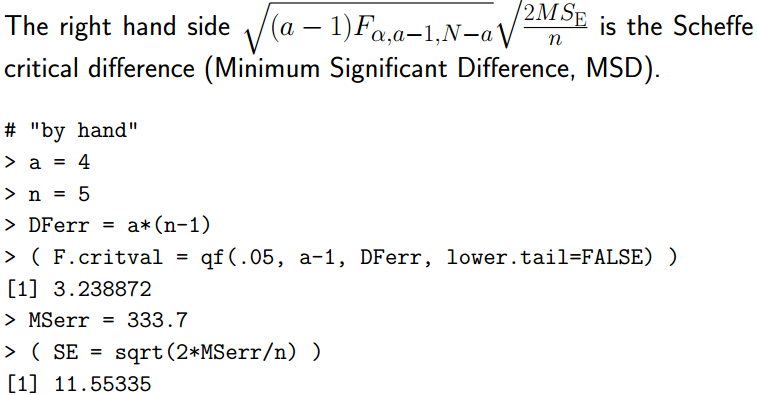 The right hand side √(a − 1)F_{α,a−1,N−a} √(2MS_E/n) is the Scheffe
critical difference (Minimum Significant Difference, MSD).
# "by hand"
> a = 4
> n = 5
> DFerr = a*(n-1)
> ( F.critval = qf(.05, a-1, DFerr, lower.tail=FALSE) )
[1] 3.238872
> MSerr = 333.7
> ( SE = sqrt(2*MSerr/n) )
[1] 11.55335